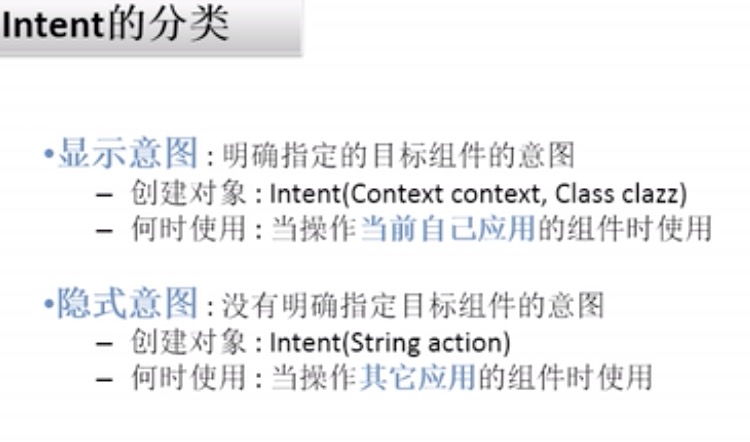 Intent的分类
•显示意图：明确指定的目标组件的意图
– 创建对象：Intent(Context context, Class clazz)
– 何时使用：当操作当前自己应用的组件时使用
•隐式意图：没有明确指定目标组件的意图
– 创建对象：Intent(String action)
– 何时使用：当操作其它应用的组件时使用